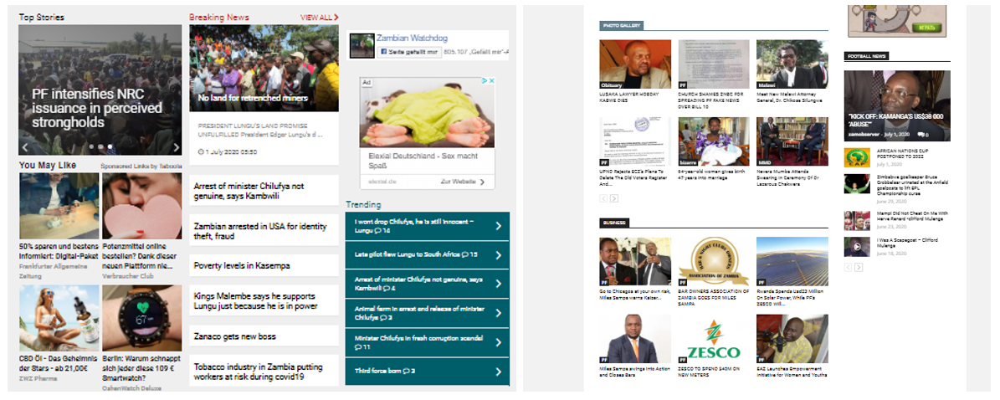 Top Stories
PF intensifies NRC
issuance in perceived
strongholds
You May Like
Sponsored Links by Taboola
50% sparen und bestens
informiert: Digital-Paket
Frankfurter Allgemeine
Zeitung
Potenzmittel online
bestellen? Dank dieser
neuen Plattform nie...
Verbraucher Club
CBD Öl - Das Geheimnis
der Stars - ab 21,00€
ZWZ Pharma
67
Berlin: Warum schnappt
sich jeder diese 109 €
Smartwatch?
OshenWatch Deluxe
Breaking News
VIEW ALL
No land for retrenched miners
PRESIDENT LUNGU'S LAND PROMISE
UNFULFILLED President Edgar Lungu's d ...
1 July 2020 05:50
Arrest of minister Chilufya not
genuine, says Kambwili
Zambian arrested in USA for identity
theft, fraud
Poverty levels in Kasempa
Kings Malembe says he supports
Lungu just because he is in power
Zanaco gets new boss
Tobacco industry in Zambia putting
workers at risk during covid19
Zambian Watchdog
Seite gefällt mir
805.107 „Gefällt mir“-A
Ad
Elexial Deutschland - Sex macht
Spaß
elexial.de
Zur Website
Trending
I wont drop Chilufya, he is still innocent –
Lungu 14
Lets pilot flew Lungu to South Africa 15
Arrest of minister Chilufya not genuine, says
Kambwili 4
Animal farm in arrest and release of minister
Chilufya 3
Minister Chilufya in fresh corruption scandal
11
Third force born 3
PHOTO GALLERY
Obituary
LUSAKA LAWYER HOBDAY
KABWE DIES
PF
CHURCH SHAMES ZNBC FOR
SPREADING PF FAKE NEWS
OVER BILL 10
Malawi
Meet New Malawi Attorney
General, Dr. Chikosa Silungwe
PF
UPND Rejects ECZ's Plans To
Delete The Old Voters Register
And...
bizarre
64-year-old woman gives birth
47 years into marriage
MMD
Nevers Mumba Attends
Swearing In Ceremony Of Dr
Lazarus Chakwera
BUSINESS
PF
Go to Chicagos at your own risk,
Miles Sampa warns Kaizer...
BAR & NIGHT CLUBS OWNERS
ASSOCIATION OF ZAMBIA
PF
BAR OWNERS ASSOCIATION OF
ZAMBIA GOES FOR MILES
SAMPA
PF
Rwanda Spends Usd23 Million
On Solar Power, While PF's
ZESCO Will...
PF
Miles Sampa swings into Action
and Closes Bars
ZESCO
PF
ZESCO TO SPEND $40M ON
NEW METERS
PF
EAZ Launches Empowerment
Initiative for Women and Youths
ИГРАТЬ
FOOTBALL NEWS
"KICK OFF: KAMANGA'S US$38 000
'ABUSE'"
zamobserver - July 1, 2020 0
AFRICAN NATIONS CUP
POSTPONED TO 2022
July 1, 2020
Zimbabwe goalkeeper Bruce
Grobbelaar urinated at the Anfield
goalposts to lift EPL
Championship curse
June 29, 2020
Mampi Did Not Cheat On Me With
Herve Renard -Clifford Mulenga
June 23, 2020
I Was A Scapegoat – Clifford
Mulenga
June 18, 2020